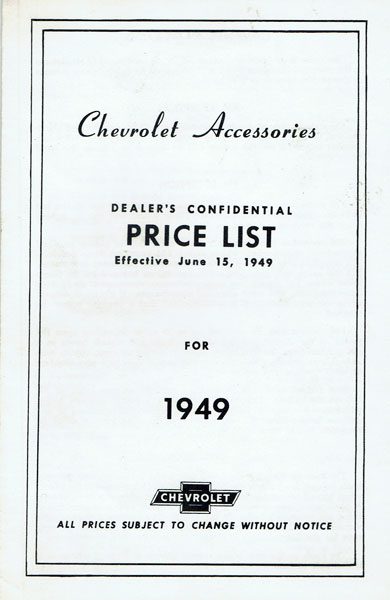 Chevrolet Accessories
DEALER'S CONFIDENTIAL
PRICE LIST
Effective June 15, 1949
FOR
1949
CHEVROLET
ALL PRICES SUBJECT TO CHANGE WITHOUT NOTICE